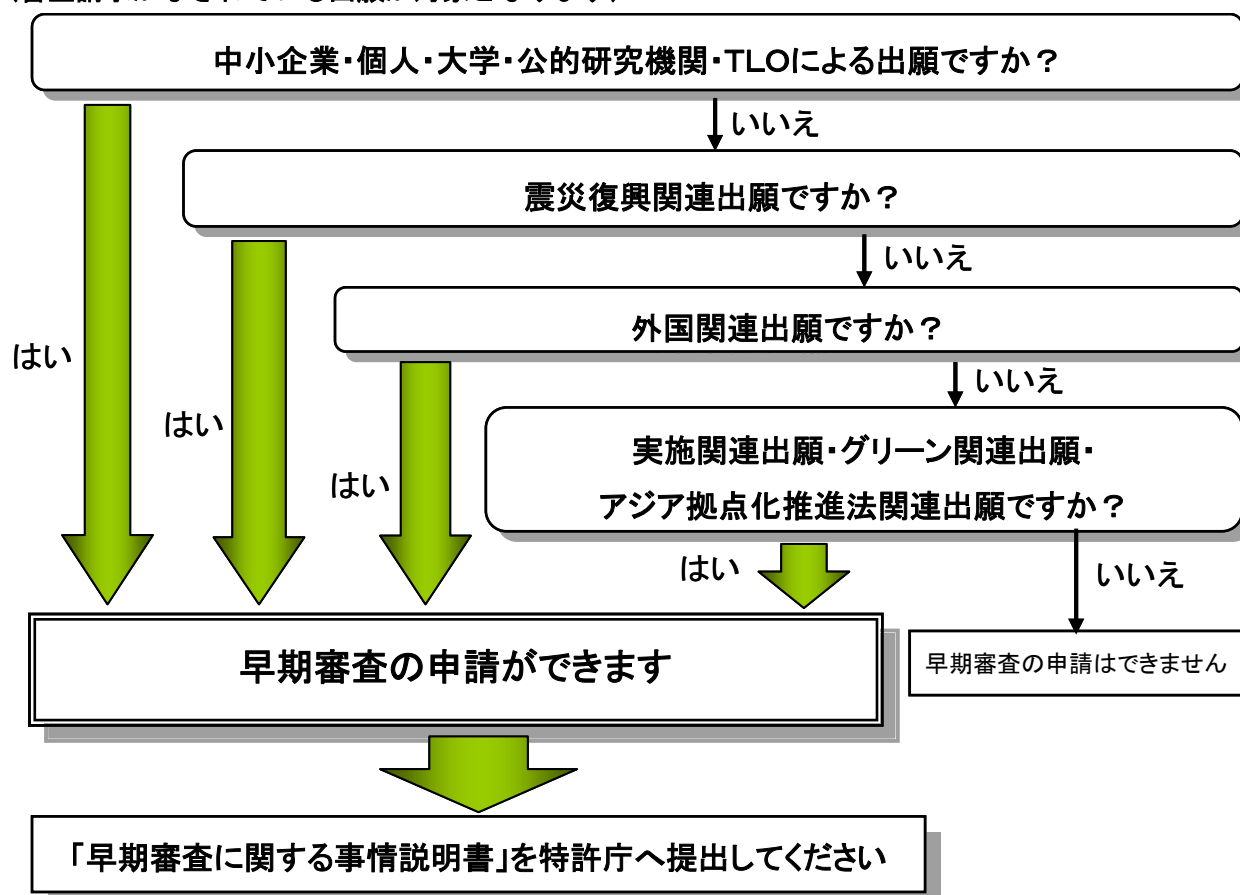 中小企業・個人・大学・公的研究機関・TLOによる出願ですか？
いいえ
震災復興関連出願ですか？
いいえ
外国関連出願ですか？
はい
いいえ
はい
実施関連出願・グリーン関連出願・
アジア拠点化推進法関連出願ですか？
はい
はい
いいえ
早期審査の申請ができます
早期審査の申請はできません
「早期審査に関する事情説明書」を特許庁へ提出してください